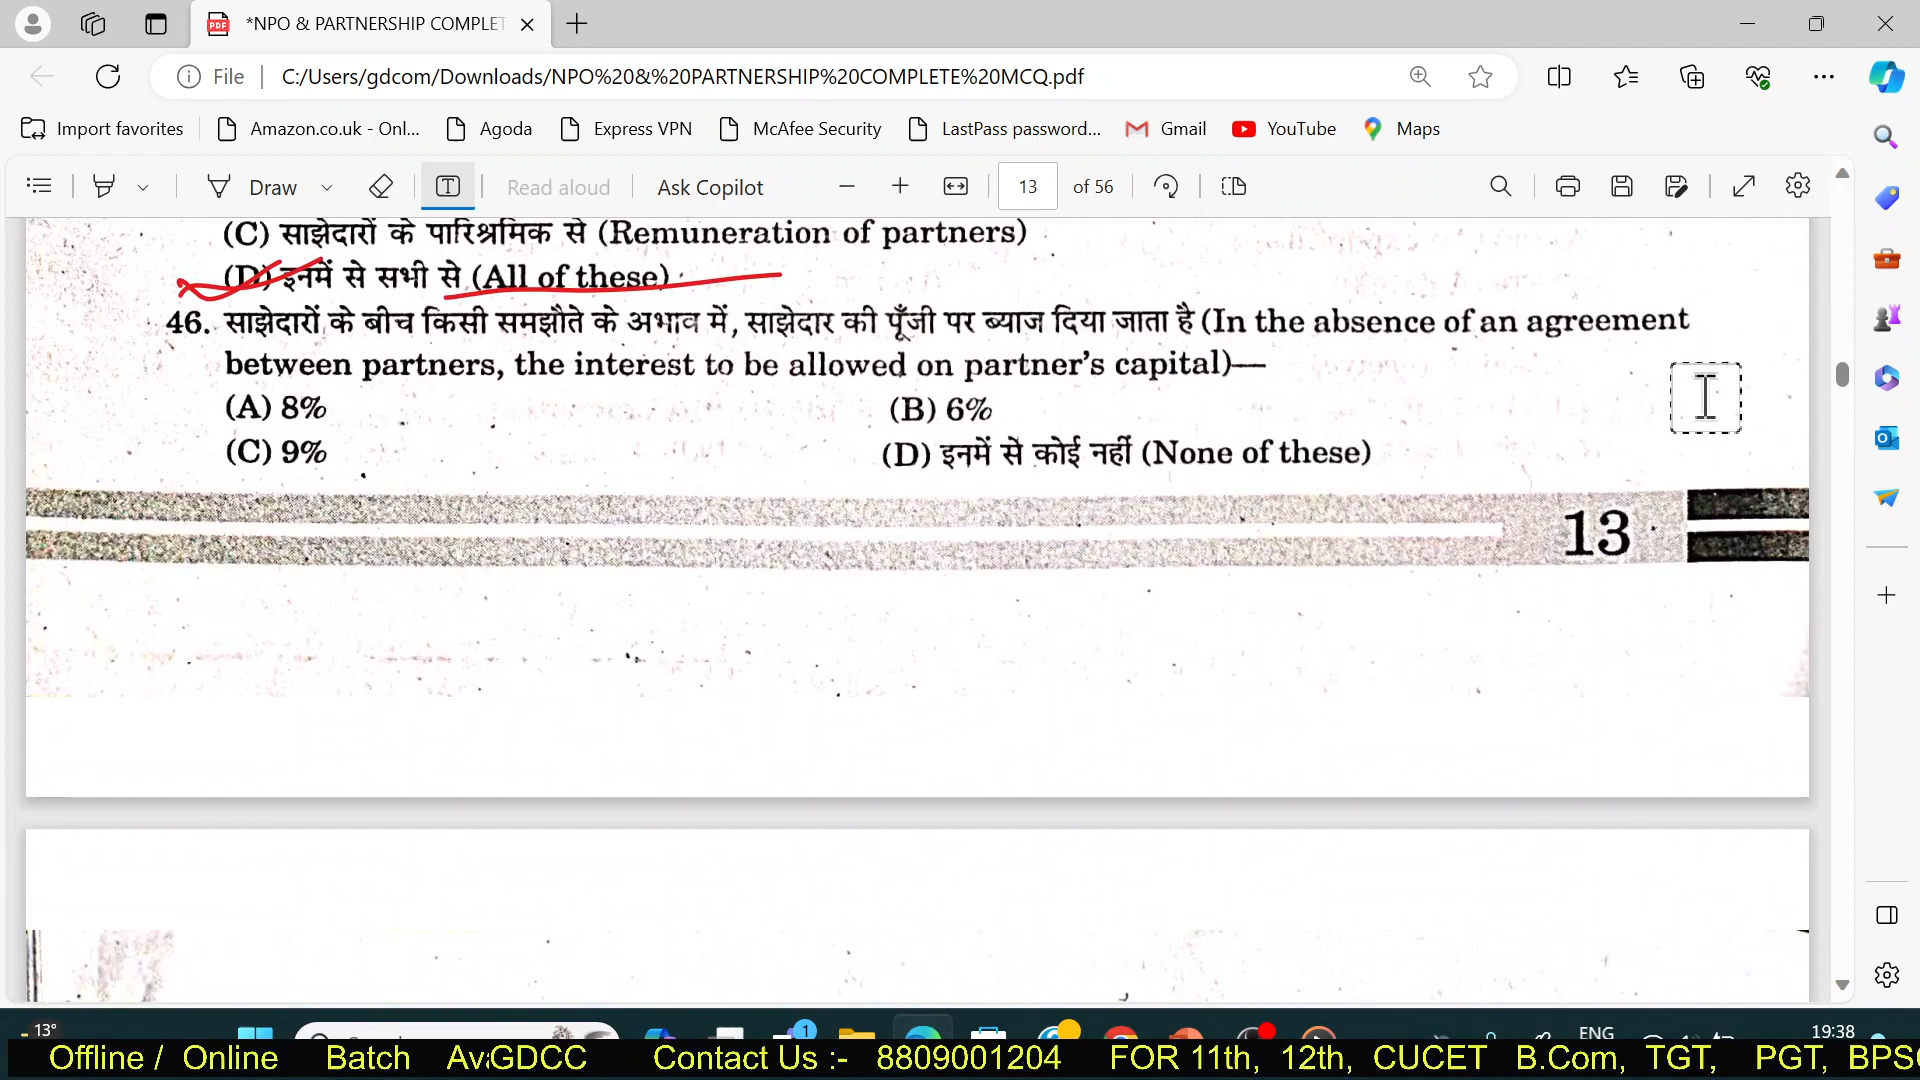 *NPO & PARTNERSHIP COMPLET
File C:/Users/gdcom/Downloads/NPO%20&%20PARTNERSHIP%20COMPLETE%20MCQ.pdf
Import favorites Amazon.co.uk - Onl... Agoda Express VPN McAfee Security LastPass password... Gmail YouTube Maps
Draw Read aloud Ask Copilot 13 of 56
(C) साझेदारों के पारिश्रमिक से (Remuneration of partners)
(D) इनमें से सभी से (All of these)
46. साझेदारों के बीच किसी समझौते के अभाव में, साझेदार की पूँजी पर ब्याज दिया जाता है (In the absence of an agreement
between partners, the interest to be allowed on partner's capital)—
(A) 8% (B) 6%
(C) 9% (D) इनमें से कोई नहीं (None of these)
13
13° 1 ENG 19:38
Offline / Online Batch Av GDCC Contact Us :- 8809001204 FOR 11th, 12th, CUCET B.Com, TGT, PGT, BPS